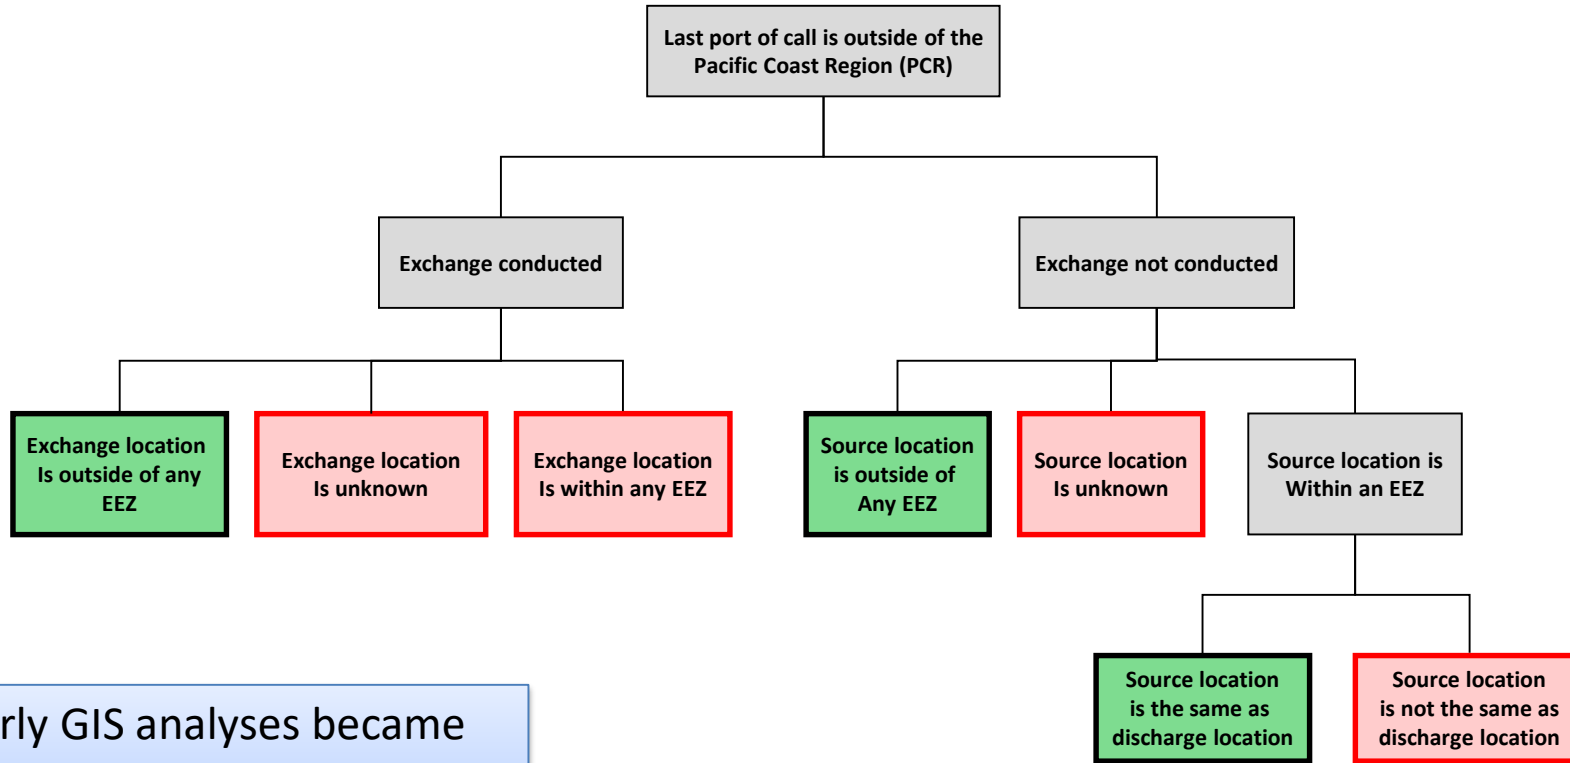 Last port of call is outside of the
Pacific Coast Region (PCR)
Exchange conducted
Exchange not conducted
Exchange location
Is outside of any
EEZ
Exchange location
Is unknown
Exchange location
Is within any EEZ
Source location
is outside of
Any EEZ
Source location
Is unknown
Source location is
Within an EEZ
Source location
is the same as
discharge location
Source location
is not the same as
discharge location
GIS analyses became